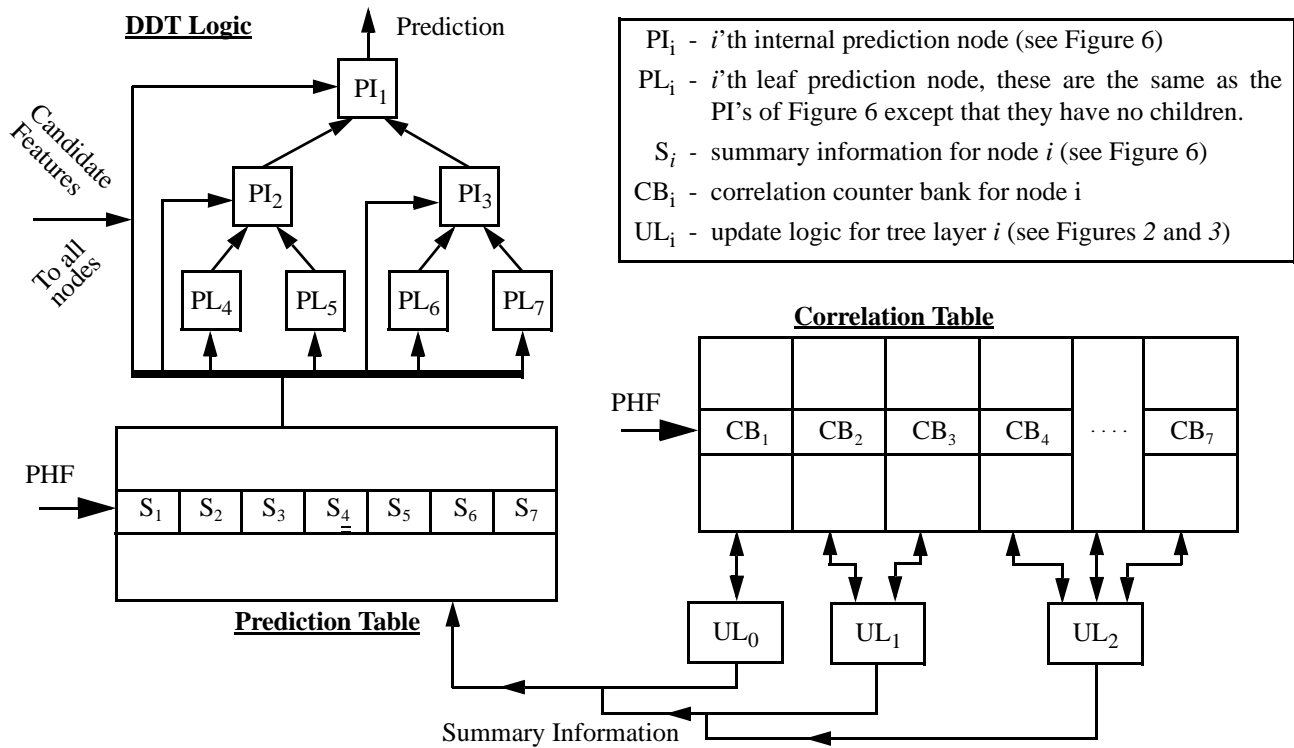 DDT Logic
Prediction
PI1
Candidate
Features
To all
nodes
PI2
PI3
PL4
PL5
PL6
PL7
PIi - i'th internal prediction node (see Figure 6)
PLi - i'th leaf prediction node, these are the same as the
PI's of Figure 6 except that they have no children.
Si - summary information for node i (see Figure 6)
CBi - correlation counter bank for node i
ULi - update logic for tree layer i (see Figures 2 and 3)
Correlation Table
PHF
CB1 CB2 CB3 CB4 . . . . CB7
PHF
S1 S2 S3 S4 S5 S6 S7
Prediction Table
UL0 UL1 UL2
Summary Information